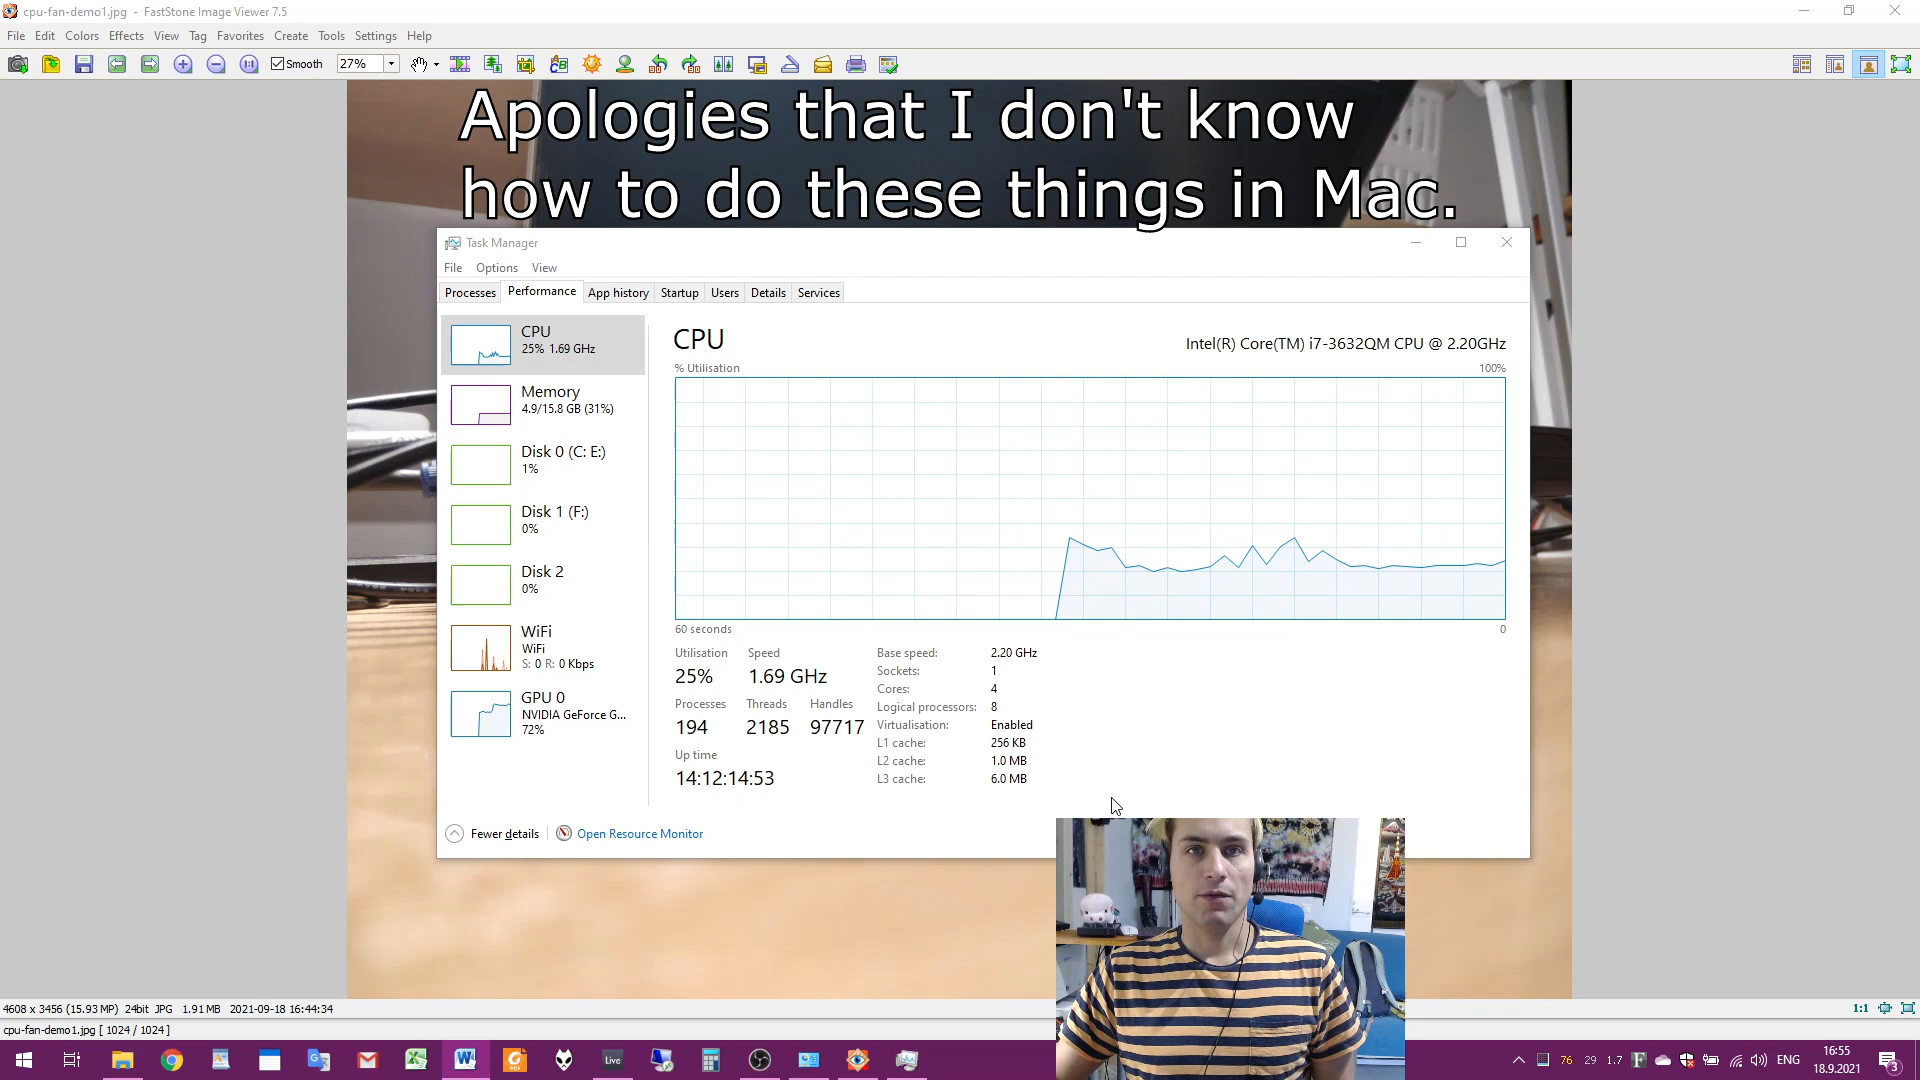 cpu-fan-demo1.jpg - FastStone Image Viewer 7.5
File Edit Colors Effects View Tag Favorites Create Tools Settings Help
Smooth 27%
Apologies that I don't know
how to do these things in Mac.
Task Manager
File Options View
Processes Performance App history Startup Users Details Services
CPU
25% 1.69 GHz
Memory
4.9/15.8 GB (31%)
Disk 0 (C: E:)
1%
Disk 1 (F:)
0%
Disk 2
0%
WiFi
WiFi
S: 0 R: 0 Kbps
GPU 0
NVIDIA GeForce G...
72%
CPU Intel(R) Core(TM) i7-3632QM CPU @ 2.20GHz
% Utilisation 100%
60 seconds 0
Utilisation Speed
25% 1.69 GHz
Processes Threads Handles
194 2185 97717
Up time
14:12:14:53
Base speed: 2.20 GHz
Sockets: 1
Cores: 4
Logical processors: 8
Virtualisation: Enabled
L1 cache: 256 KB
L2 cache: 1.0 MB
L3 cache: 6.0 MB
Fewer details Open Resource Monitor
4608 x 3456 (15.93 MP) 24bit JPG 1.91 MB 2021-09-18 16:44:34 1:1
cpu-fan-demo1.jpg [ 1024 / 1024 ]
Live 76 29 1.7 ENG 16:55
18.9.2021 3